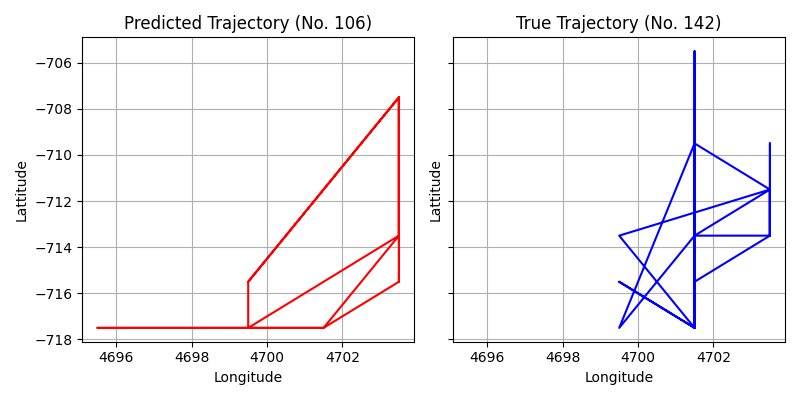 Predicted Trajectory (No. 106)
True Trajectory (No. 142)
Lattitude
−706
−708
−710
−712
−714
−716
−718
4696
4698
4700
4702
Longitude
Lattitude
4696
4698
4700
4702
Longitude